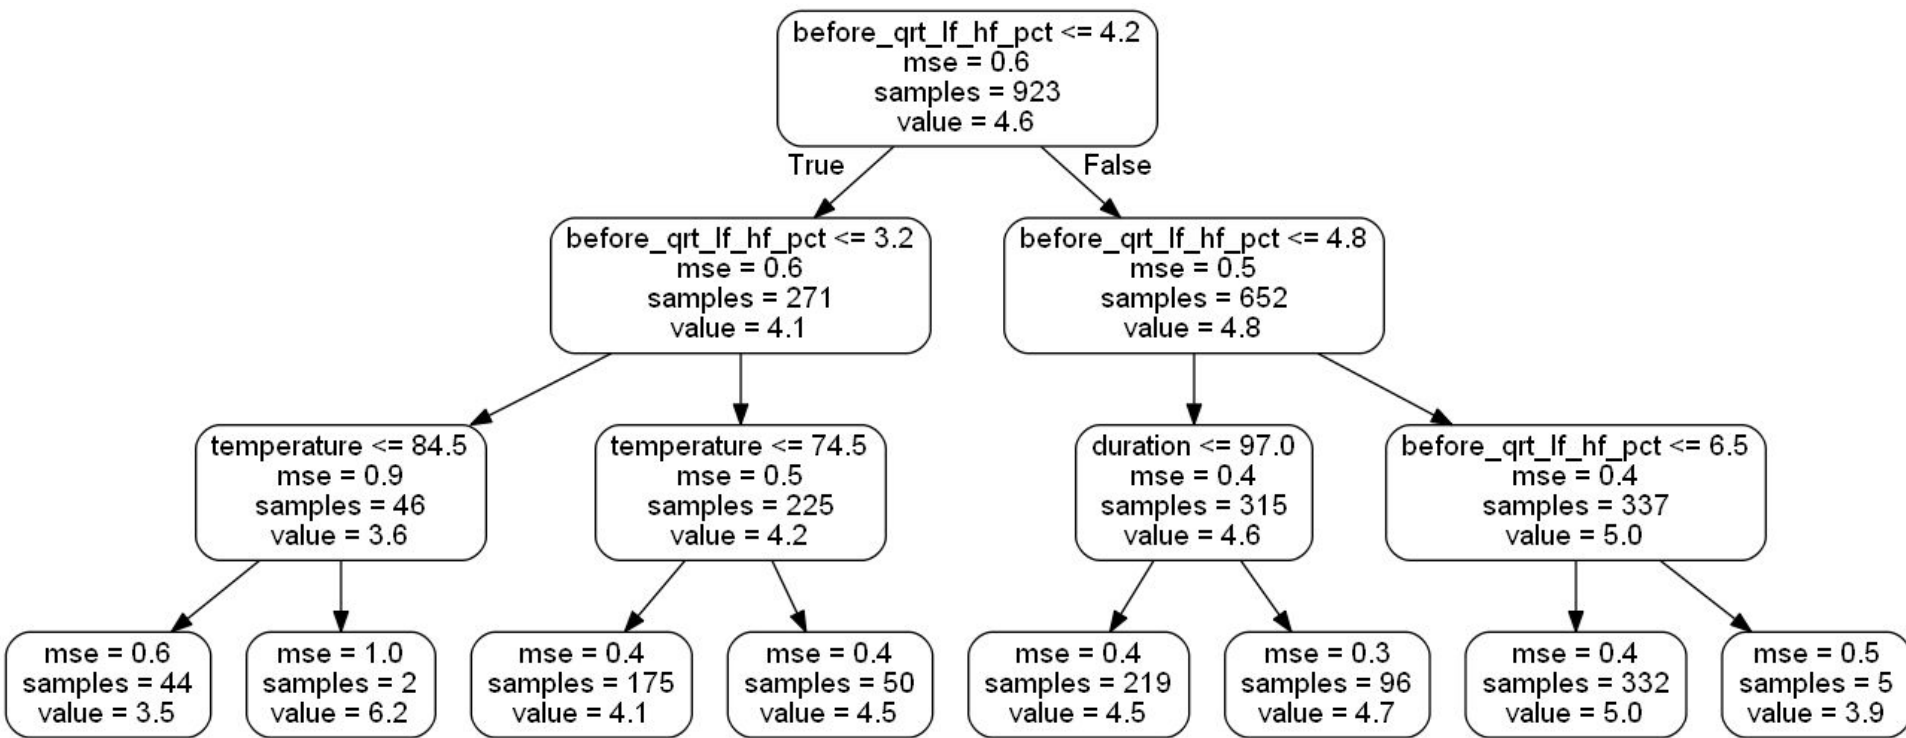 before_qrt_lf_hf_pct <= 4.2
mse = 0.6
samples = 923
value = 4.6
True
False
before_qrt_lf_hf_pct <= 3.2
mse = 0.6
samples = 271
value = 4.1
before_qrt_lf_hf_pct <= 4.8
mse = 0.5
samples = 652
value = 4.8
temperature <= 84.5
mse = 0.9
samples = 46
value = 3.6
temperature <= 74.5
mse = 0.5
samples = 225
value = 4.2
duration <= 97.0
mse = 0.4
samples = 315
value = 4.6
before_qrt_lf_hf_pct <= 6.5
mse = 0.4
samples = 337
value = 5.0
mse = 0.6
samples = 44
value = 3.5
mse = 1.0
samples = 2
value = 6.2
mse = 0.4
samples = 175
value = 4.1
mse = 0.4
samples = 50
value = 4.5
mse = 0.4
samples = 219
value = 4.5
mse = 0.3
samples = 96
value = 4.7
mse = 0.4
samples = 332
value = 5.0
mse = 0.5
samples = 5
value = 3.9